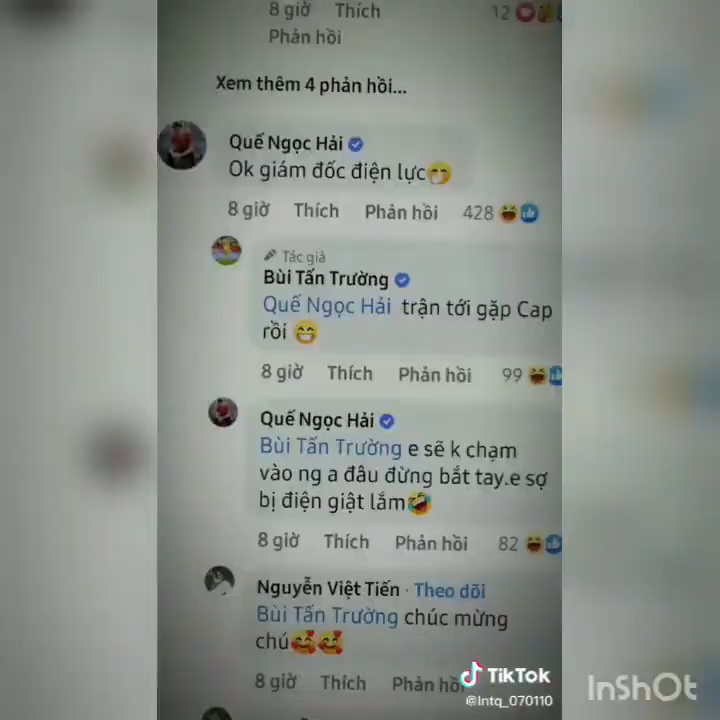 8 giờ Thích 12
Phản hồi
Xem thêm 4 phản hồi...
Quế Ngọc Hải
Ok giám đốc điện lực🤭
8 giờ Thích Phản hồi 428
Tác giả
Bùi Tấn Trường
Quế Ngọc Hải trận tới gặp Cap
rồi 😁
8 giờ Thích Phản hồi 99
Quế Ngọc Hải
Bùi Tấn Trường e sẽ k chạm
vào ng a đâu đừng bắt tay.e sợ
bị điện giật lắm🤣
8 giờ Thích Phản hồi 82
Nguyễn Việt Tiến · Theo dõi
Bùi Tấn Trường chúc mừng
chú🥰🥰
8 giờ Thích Phản hồi
TikTok
@lntq_070110
InShOt